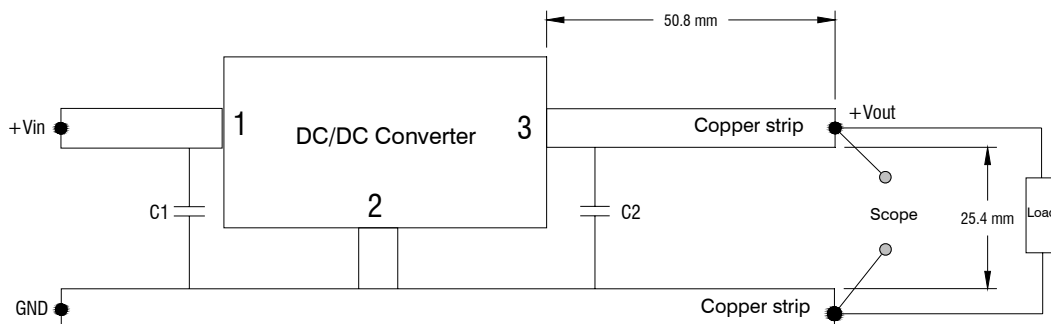 50.8 mm
+Vin
1
DC/DC Converter
3
Copper strip
+Vout
C1
2
C2
Scope
25.4 mm
Load
GND
Copper strip